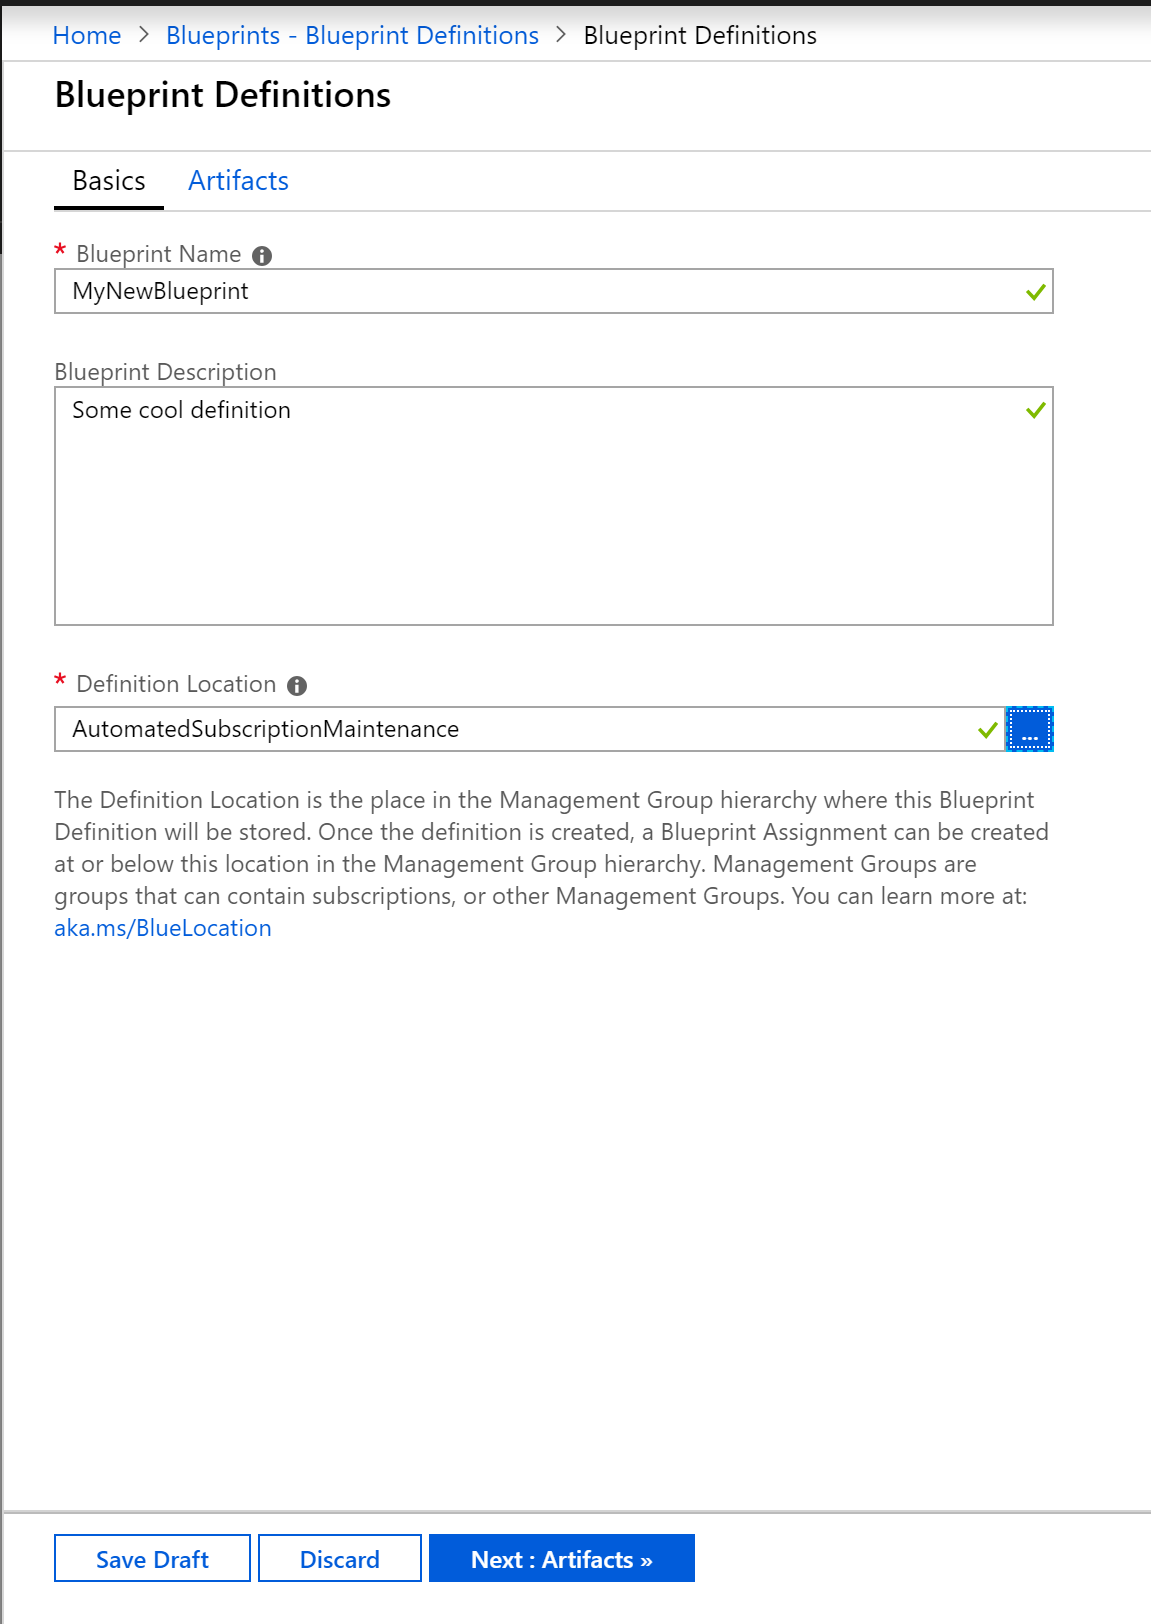 Home > Blueprints - Blueprint Definitions > Blueprint Definitions
Blueprint Definitions
Basics Artifacts
* Blueprint Name
MyNewBlueprint
Blueprint Description
Some cool definition
* Definition Location
AutomatedSubscriptionMaintenance ...
The Definition Location is the place in the Management Group hierarchy where this Blueprint
Definition will be stored. Once the definition is created, a Blueprint Assignment can be created
at or below this location in the Management Group hierarchy. Management Groups are
groups that can contain subscriptions, or other Management Groups. You can learn more at:
aka.ms/BlueLocation
Save Draft Discard Next : Artifacts »